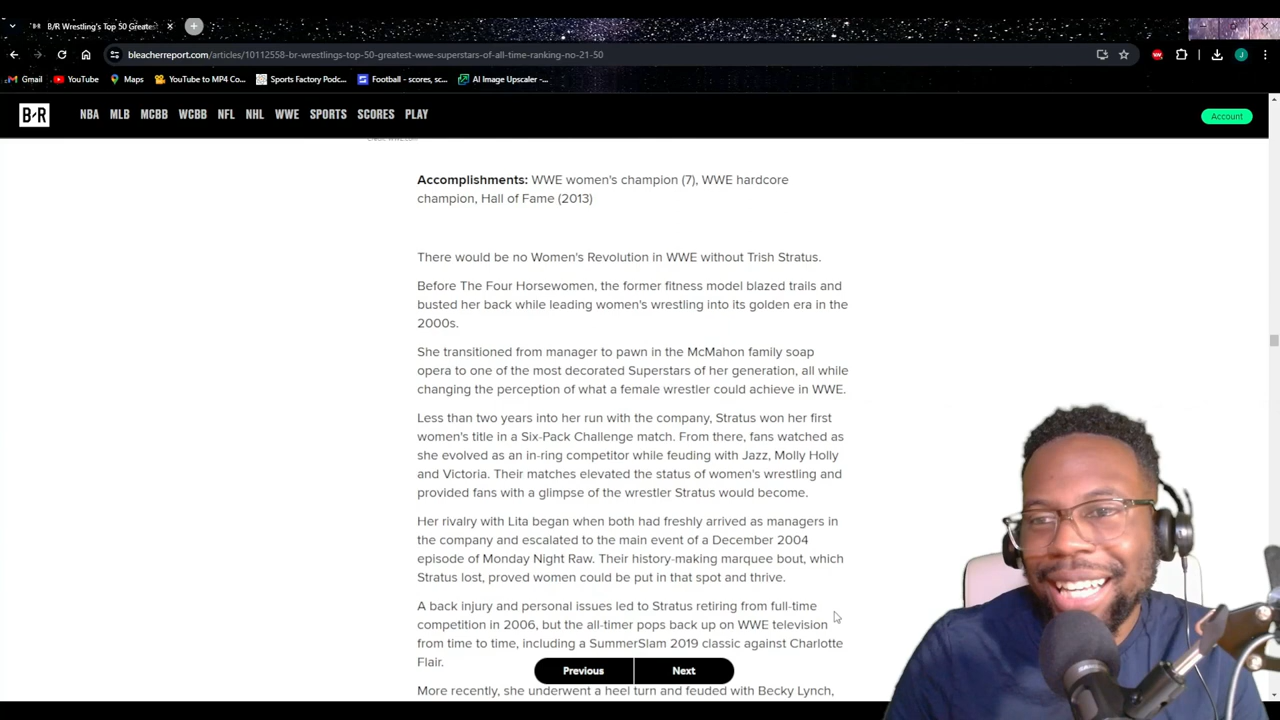 B/R Wrestling's Top 50 Greate
bleacherreport.com/articles/10112558-br-wrestlings-top-50-greatest-wwe-superstars-of-all-time-ranking-no-21-50
Gmail YouTube Maps YouTube to MP4 Co... Sports Factory Podc... Football - scores, sc... AI Image Upscaler -...
B/R NBA MLB MCBB WCBB NFL NHL WWE SPORTS SCORES PLAY Account
Accomplishments: WWE women's champion (7), WWE hardcore
champion, Hall of Fame (2013)
There would be no Women's Revolution in WWE without Trish Stratus.
Before The Four Horsewomen, the former fitness model blazed trails and
busted her back while leading women's wrestling into its golden era in the
2000s.
She transitioned from manager to pawn in the McMahon family soap
opera to one of the most decorated Superstars of her generation, all while
changing the perception of what a female wrestler could achieve in WWE.
Less than two years into her run with the company, Stratus won her first
women's title in a Six-Pack Challenge match. From there, fans watched as
she evolved as an in-ring competitor while feuding with Jazz, Molly Holly
and Victoria. Their matches elevated the status of women's wrestling and
provided fans with a glimpse of the wrestler Stratus would become.
Her rivalry with Lita began when both had freshly arrived as managers in
the company and escalated to the main event of a December 2004
episode of Monday Night Raw. Their history-making marquee bout, which
Stratus lost, proved women could be put in that spot and thrive.
A back injury and personal issues led to Stratus retiring from full-time
competition in 2006, but the all-timer pops back up on WWE television
from time to time, including a SummerSlam 2019 classic against Charlotte
Flair.
Previous Next
More recently, she underwent a heel turn and feuded with Becky Lynch,